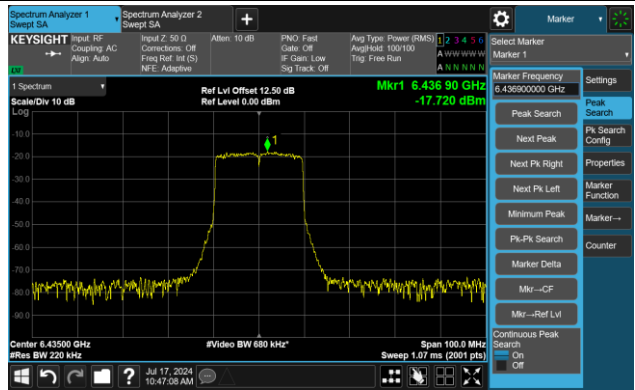 Spectrum Analyzer 1
Swept SA
Spectrum Analyzer 2
Swept SA
+
Marker
KEYSIGHT
Input: RF
Coupling: AC
Align: Auto
Input Z: 50 Ω
Corrections: Off
Freq Ref: Int (S)
NFE: Adaptive
Atten: 10 dB
PNO: Fast
Gate: Off
IF Gain: Low
Sig Track: Off
Avg Type: Power (RMS)
Avg|Hold: 100/100
Trig: Free Run
1 2 3 4 5 6
A W W W W W
A N N N N N
Select Marker
Marker 1
LXI
1 Spectrum
Scale/Div 10 dB
Ref Lvl Offset 12.50 dB
Ref Level 0.00 dBm
Mkr1 6.436 90 GHz
-17.720 dBm
Log
-10.0
-20.0
-30.0
-40.0
-50.0
-60.0
-70.0
-80.0
-90.0
1
Center 6.43500 GHz
#Res BW 220 kHz
#Video BW 680 kHz*
Span 100.0 MHz
Sweep 1.07 ms (2001 pts)
Marker Frequency
6.436900000 GHz
Peak Search
Next Peak
Next Pk Right
Next Pk Left
Minimum Peak
Pk-Pk Search
Marker Delta
Mkr→CF
Mkr→Ref Lvl
Continuous Peak
Search
On
Off
Settings
Peak
Search
Pk Search
Config
Properties
Marker
Function
Marker→
Counter
?
Jul 17, 2024
10:47:08 AM